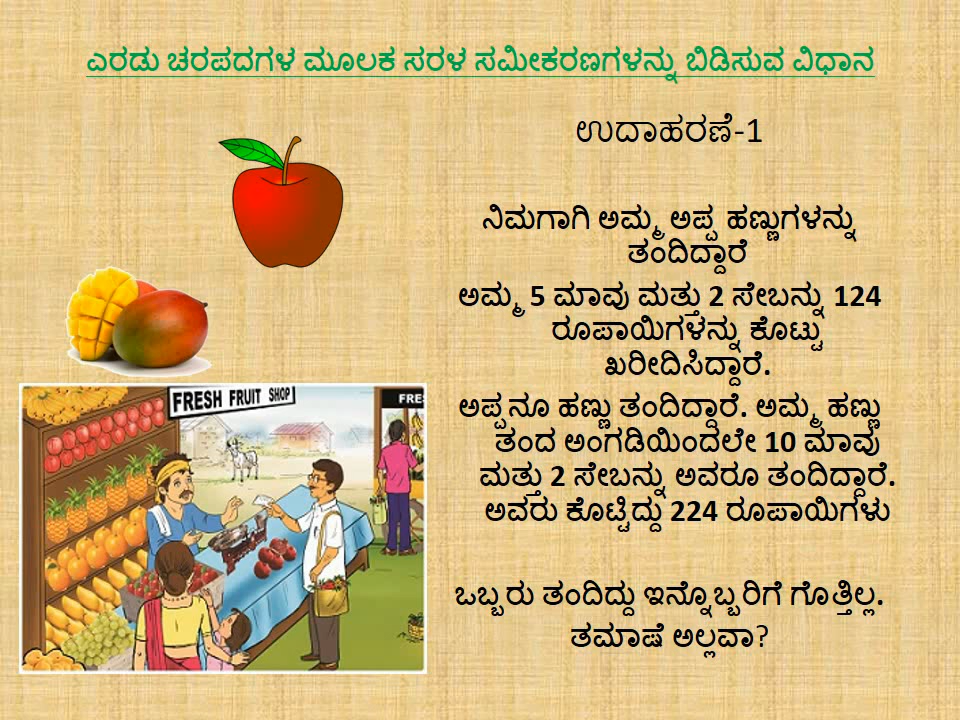 ಎರಡು ಚರಪದಗಳ ಮೂಲಕ ಸರಳ ಸಮೀಕರಣಗಳನ್ನು ಬಿಡಿಸುವ ವಿಧಾನ
ಉದಾಹರಣೆ-1
ನಿಮಗಾಗಿ ಅಮ್ಮ ಅಪ್ಪ ಹಣ್ಣುಗಳನ್ನು
ತಂದಿದ್ದಾರೆ
ಅಮ್ಮ 5 ಮಾವು ಮತ್ತು 2 ಸೇಬನ್ನು 124
ರೂಪಾಯಿಗಳನ್ನು ಕೊಟ್ಟು
ಖರೀದಿಸಿದ್ದಾರೆ.
ಅಪ್ಪನೂ ಹಣ್ಣು ತಂದಿದ್ದಾರೆ. ಅಮ್ಮ ಹಣ್ಣು
ತಂದ ಅಂಗಡಿಯಿಂದಲೇ 10 ಮಾವು
ಮತ್ತು 2 ಸೇಬನ್ನು ಅವರೂ ತಂದಿದ್ದಾರೆ.
ಅವರು ಕೊಟ್ಟಿದ್ದು 224 ರೂಪಾಯಿಗಳು
ಒಬ್ಬರು ತಂದಿದ್ದು ಇನ್ನೊಬ್ಬರಿಗೆ ಗೊತ್ತಿಲ್ಲ.
ತಮಾಷೆ ಅಲ್ಲವಾ?
FRESH FRUIT SHOP
FRES